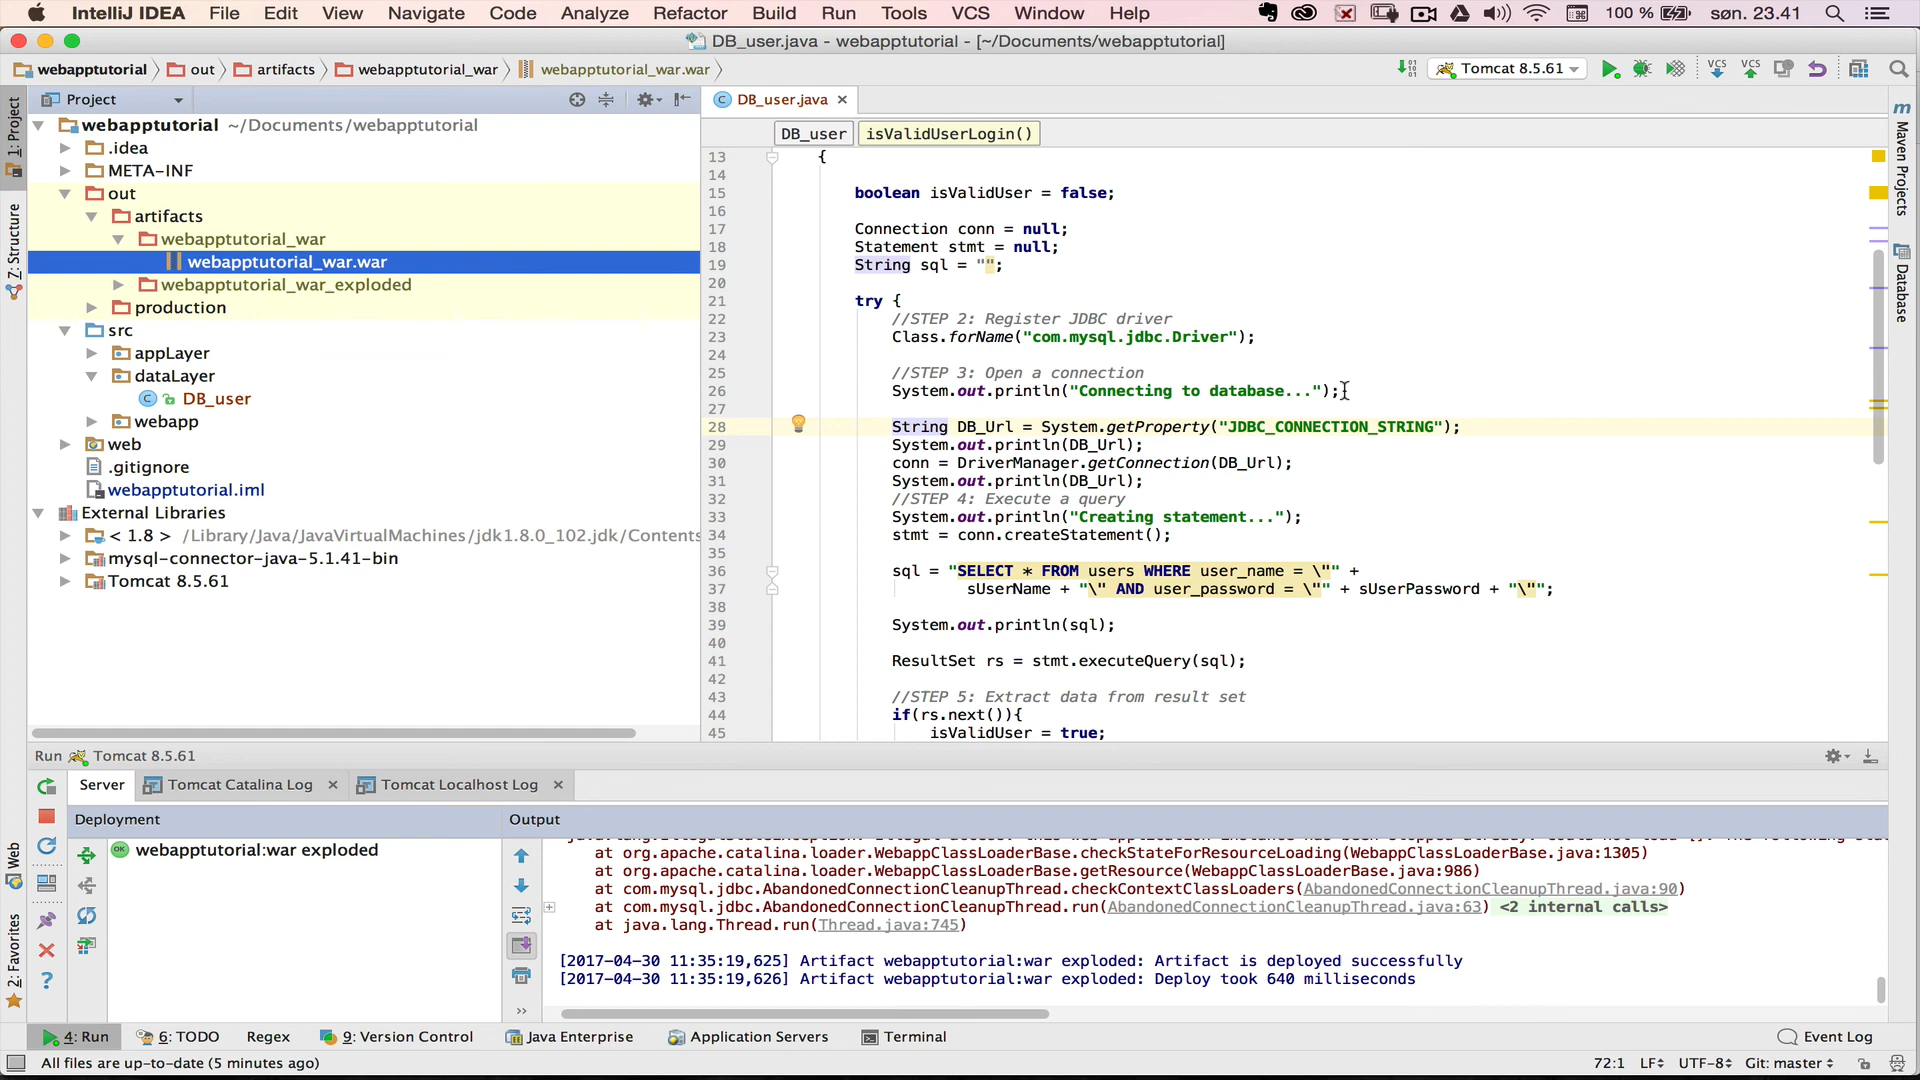 IntelliJ IDEA File Edit View Navigate Code Analyze Refactor Build Run Tools VCS Window Help 100 % søn. 23.41
DB_user.java - webapptutorial - [~/Documents/webapptutorial]
webapptutorial out artifacts webapptutorial_war webapptutorial_war.war Tomcat 8.5.61 VCS VCS
1: Project
Z: Structure
Web
2: Favorites
Project
webapptutorial ~/Documents/webapptutorial
.idea
META-INF
out
artifacts
webapptutorial_war
webapptutorial_war.war
webapptutorial_war_exploded
production
src
appLayer
dataLayer
DB_user
webapp
web
.gitignore
webapptutorial.iml
External Libraries
< 1.8 > /Library/Java/JavaVirtualMachines/jdk1.8.0_102.jdk/Contents
mysql-connector-java-5.1.41-bin
Tomcat 8.5.61
DB_user.java
DB_user isValidUserLogin()
13 {
14
15 boolean isValidUser = false;
16
17 Connection conn = null;
18 Statement stmt = null;
19 String sql = "";
20
21 try {
22 //STEP 2: Register JDBC driver
23 Class.forName("com.mysql.jdbc.Driver");
24
25 //STEP 3: Open a connection
26 System.out.println("Connecting to database...");
27
28 String DB_Url = System.getProperty("JDBC_CONNECTION_STRING");
29 System.out.println(DB_Url);
30 conn = DriverManager.getConnection(DB_Url);
31 System.out.println(DB_Url);
32 //STEP 4: Execute a query
33 System.out.println("Creating statement...");
34 stmt = conn.createStatement();
35
36 sql = "SELECT * FROM users WHERE user_name = \"" +
37 sUserName + "\" AND user_password = \"" + sUserPassword + "\"";
38
39 System.out.println(sql);
40
41 ResultSet rs = stmt.executeQuery(sql);
42
43 //STEP 5: Extract data from result set
44 if(rs.next()){
45 isValidUser = true;
Maven Projects
Database
Run Tomcat 8.5.61
Server Tomcat Catalina Log Tomcat Localhost Log
Deployment Output
webapptutorial:war exploded
at org.apache.catalina.loader.WebappClassLoaderBase.checkStateForResourceLoading(WebappClassLoaderBase.java:1305)
at org.apache.catalina.loader.WebappClassLoaderBase.getResource(WebappClassLoaderBase.java:986)
at com.mysql.jdbc.AbandonedConnectionCleanupThread.checkContextClassLoaders(AbandonedConnectionCleanupThread.java:90)
at com.mysql.jdbc.AbandonedConnectionCleanupThread.run(AbandonedConnectionCleanupThread.java:63) <2 internal calls>
at java.lang.Thread.run(Thread.java:745)
[2017-04-30 11:35:19,625] Artifact webapptutorial:war exploded: Artifact is deployed successfully
[2017-04-30 11:35:19,626] Artifact webapptutorial:war exploded: Deploy took 640 milliseconds
4: Run 6: TODO Regex 9: Version Control Java Enterprise Application Servers Terminal Event Log
All files are up-to-date (5 minutes ago) 72:1 LF UTF-8 Git: master